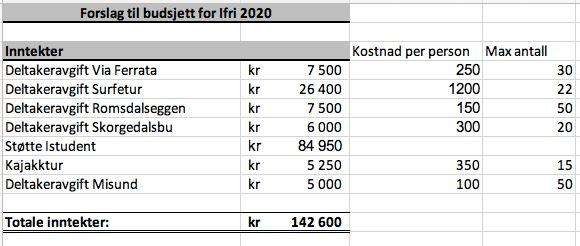 Forslag til budsjett for Ifri 2020
Inntekter Kostnad per person Max antall
Deltakeravgift Via Ferrata kr 7 500 250 30
Deltakeravgift Surfetur kr 26 400 1200 22
Deltakeravgift Romsdalseggen kr 7 500 150 50
Deltakeravgift Skorgedalsbu kr 6 000 300 20
Støtte Istudent kr 84 950
Kajakktur kr 5 250 350 15
Deltakeravgift Misund kr 5 000 100 50
Totale inntekter: kr 142 600